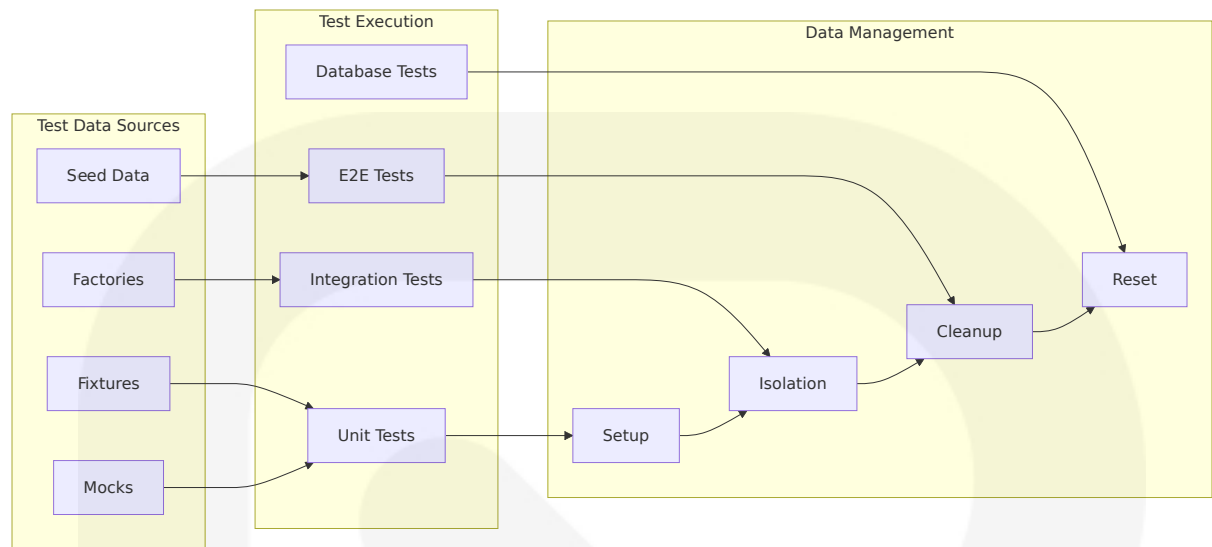 Test Data Sources
Seed Data
Factories
Fixtures
Mocks
Test Execution
Database Tests
E2E Tests
Integration Tests
Unit Tests
Data Management
Setup
Isolation
Cleanup
Reset